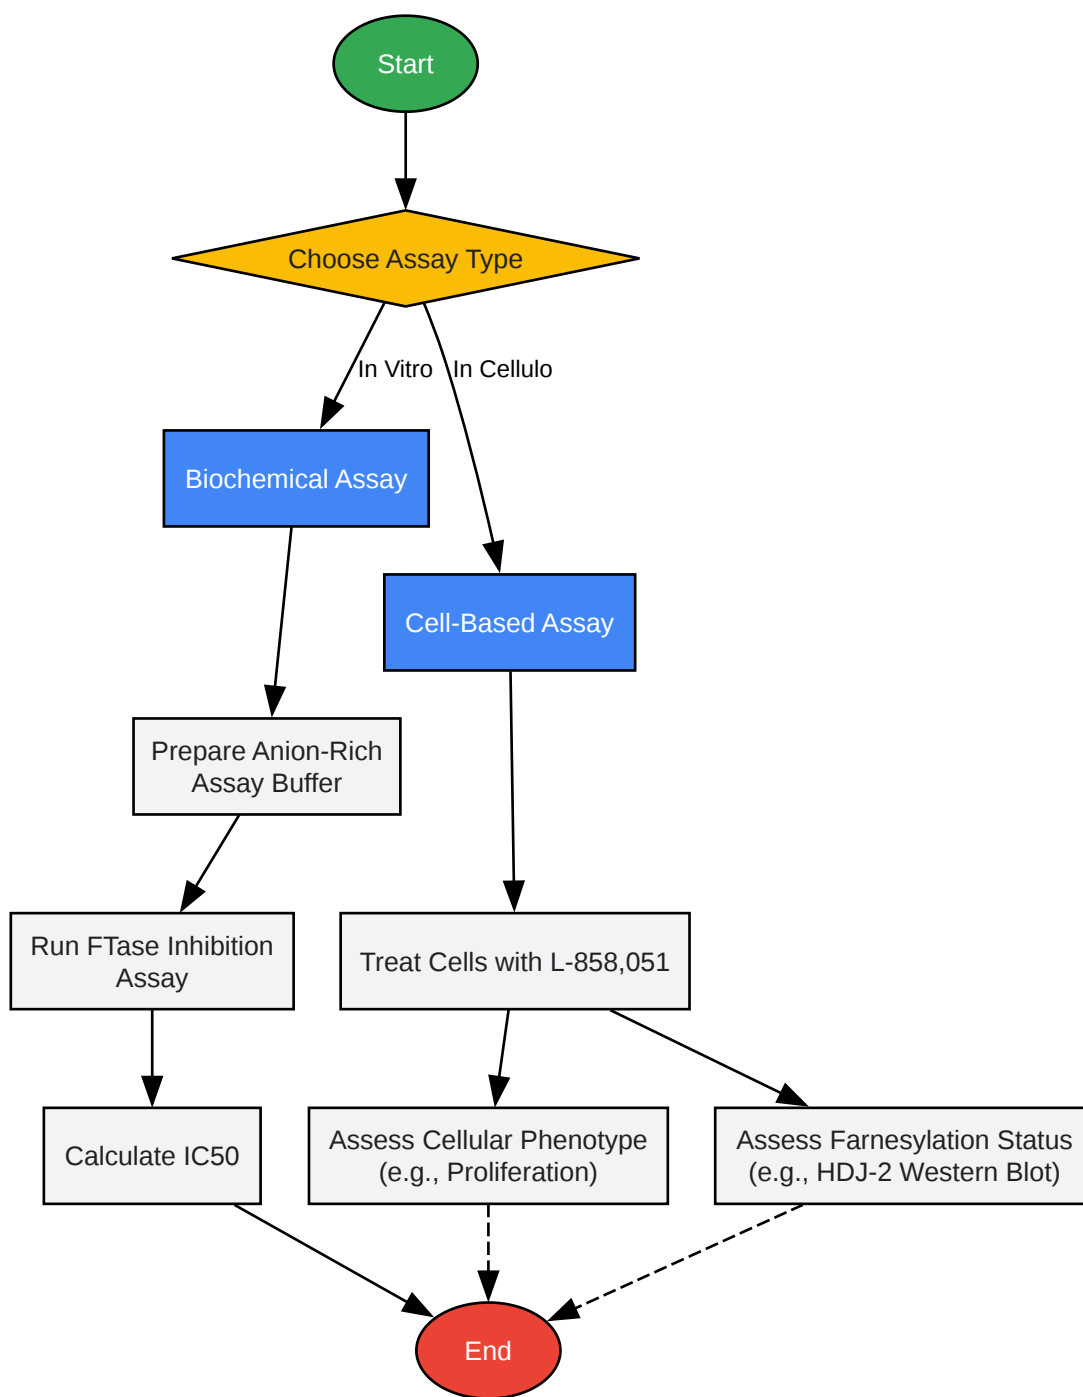 Start
Choose Assay Type
In Vitro
In Cellulo
Biochemical Assay
Cell-Based Assay
Prepare Anion-Rich
Assay Buffer
Run FTase Inhibition
Assay
Treat Cells with L-858,051
Calculate IC50
Assess Cellular Phenotype
(e.g., Proliferation)
Assess Farnesylation Status
(e.g., HDJ-2 Western Blot)
End